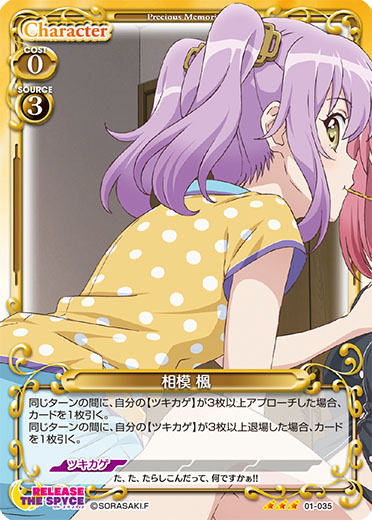 Precious Memories
Character
COST
0
SOURCE
3
相模 楓
同じターンの間に、自分の【ツキカゲ】が3枚以上アプローチした場合、
カードを1枚引く。
同じターンの間に、自分の【ツキカゲ】が3枚以上退場した場合、カード
を1枚引く。
ツキカゲ
た、た、たらしこんだって、何ですかぁ!!
RELEASE
THE SPYCE
©SORASAKI.F
01-035